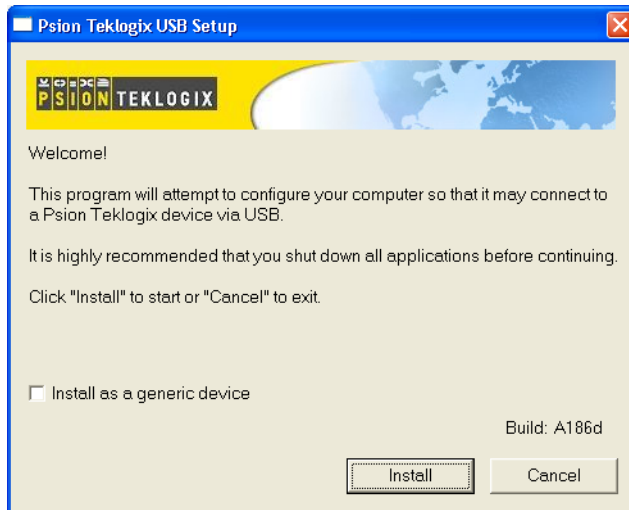 Psion Teklogix USB Setup
PSION TEKLOGIX
Welcome!
This program will attempt to configure your computer so that it may connect to
a Psion Teklogix device via USB.
It is highly recommended that you shut down all applications before continuing.
Click "Install" to start or "Cancel" to exit.
Install as a generic device
Build: A186d
Install
Cancel